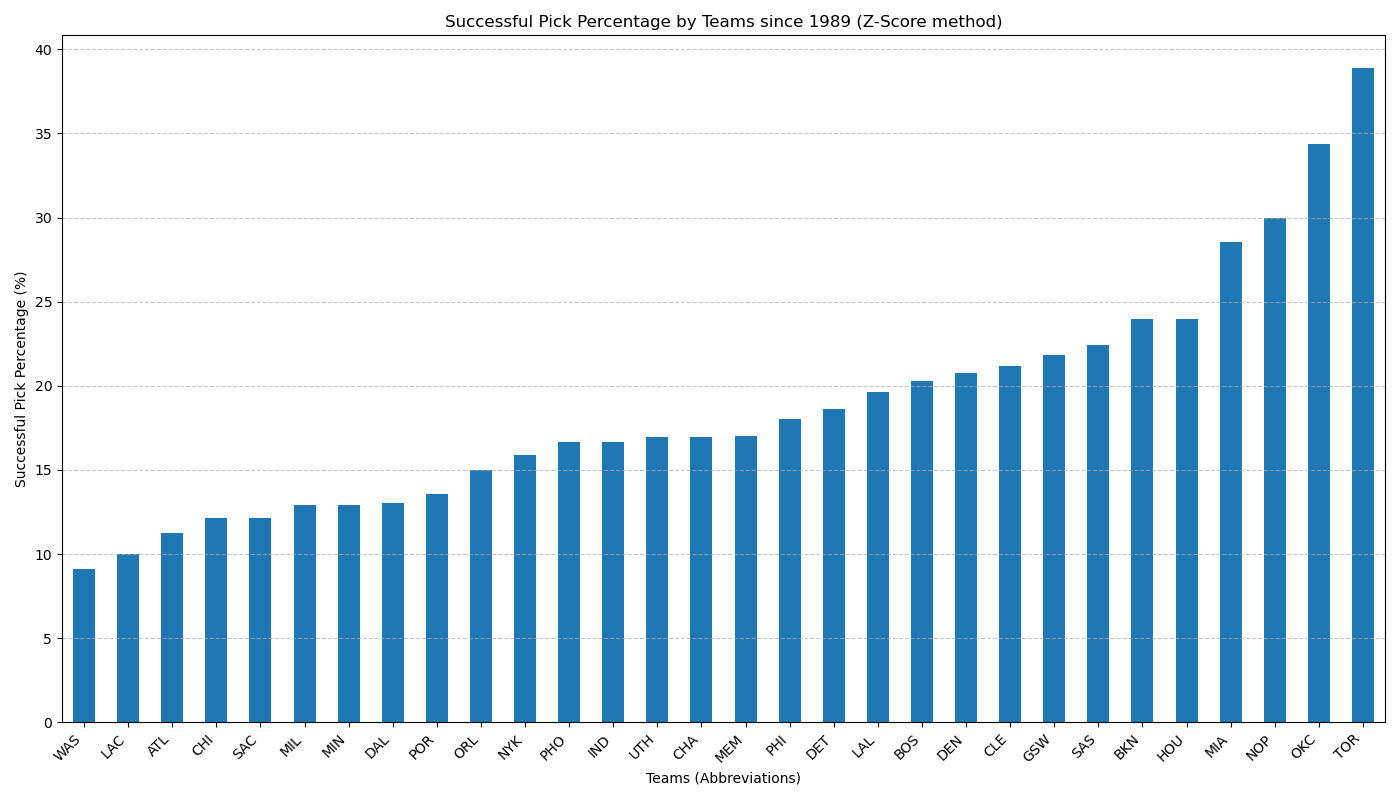 Successful Pick Percentage by Teams since 1989 (Z-Score method)
Successful Pick Percentage (%)
40
35
30
25
20
15
10
5
0
WAS
LAC
ATL
CHI
SAC
MIL
MIN
DAL
POR
ORL
NYK
PHO
IND
UTH
CHA
MEM
PHI
DET
LAL
BOS
DEN
CLE
GSW
SAS
BKN
HOU
MIA
NOP
OKC
TOR
Teams (Abbreviations)